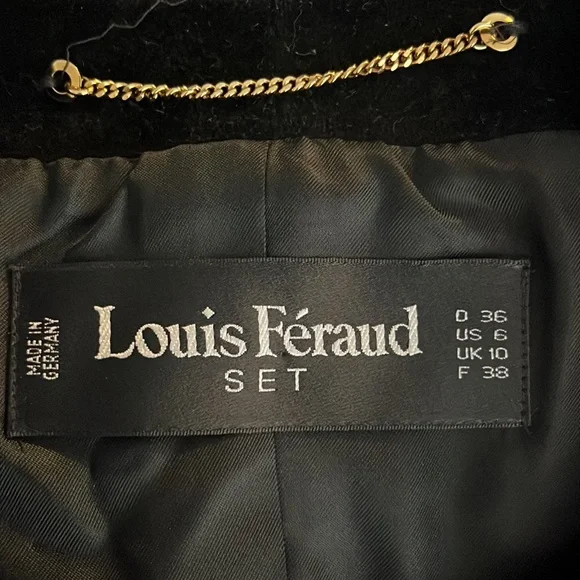 MADE IN
GERMANY
Louis Féraud
SET
D 36
US 6
UK 10
F 38